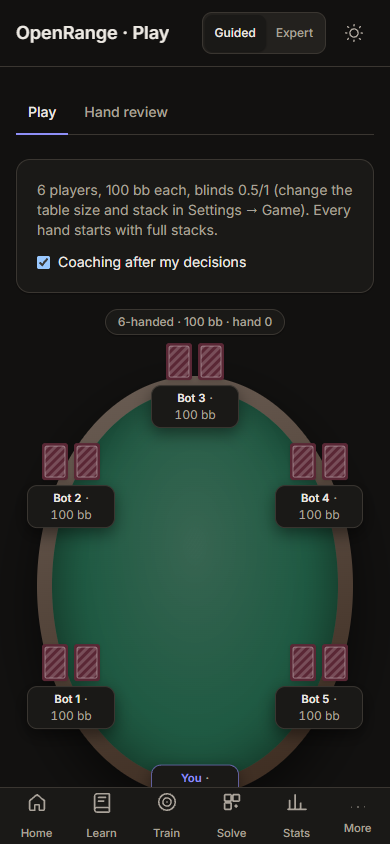 OpenRange · Play
Guided
Expert
Play
Hand review
6 players, 100 bb each, blinds 0.5/1 (change the
table size and stack in Settings → Game). Every
hand starts with full stacks.
Coaching after my decisions
6-handed · 100 bb · hand 0
Bot 3 ·
100 bb
Bot 2 ·
100 bb
Bot 4 ·
100 bb
Bot 1 ·
100 bb
Bot 5 ·
100 bb
You ·
Home
Learn
Train
Solve
Stats
More